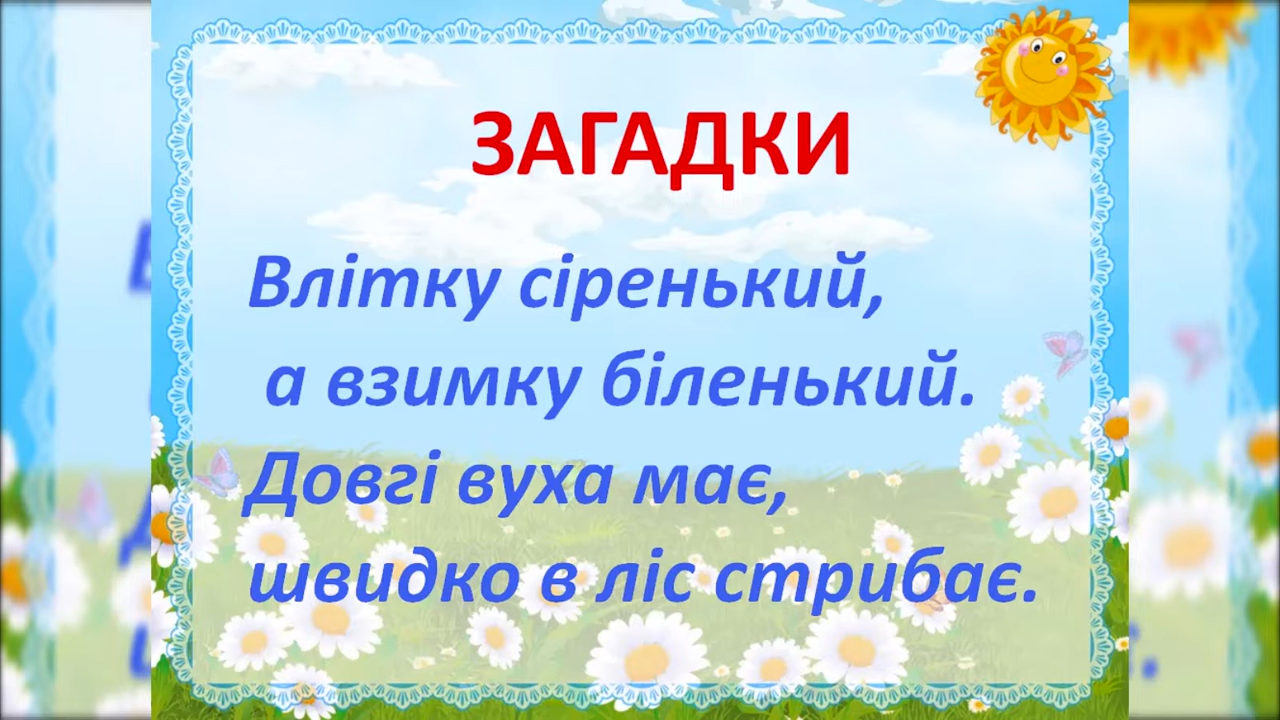 ЗАГАДКИ
Влітку сіренький,
а взимку біленький.
Довгі вуха має,
швидко в ліс стрибає.